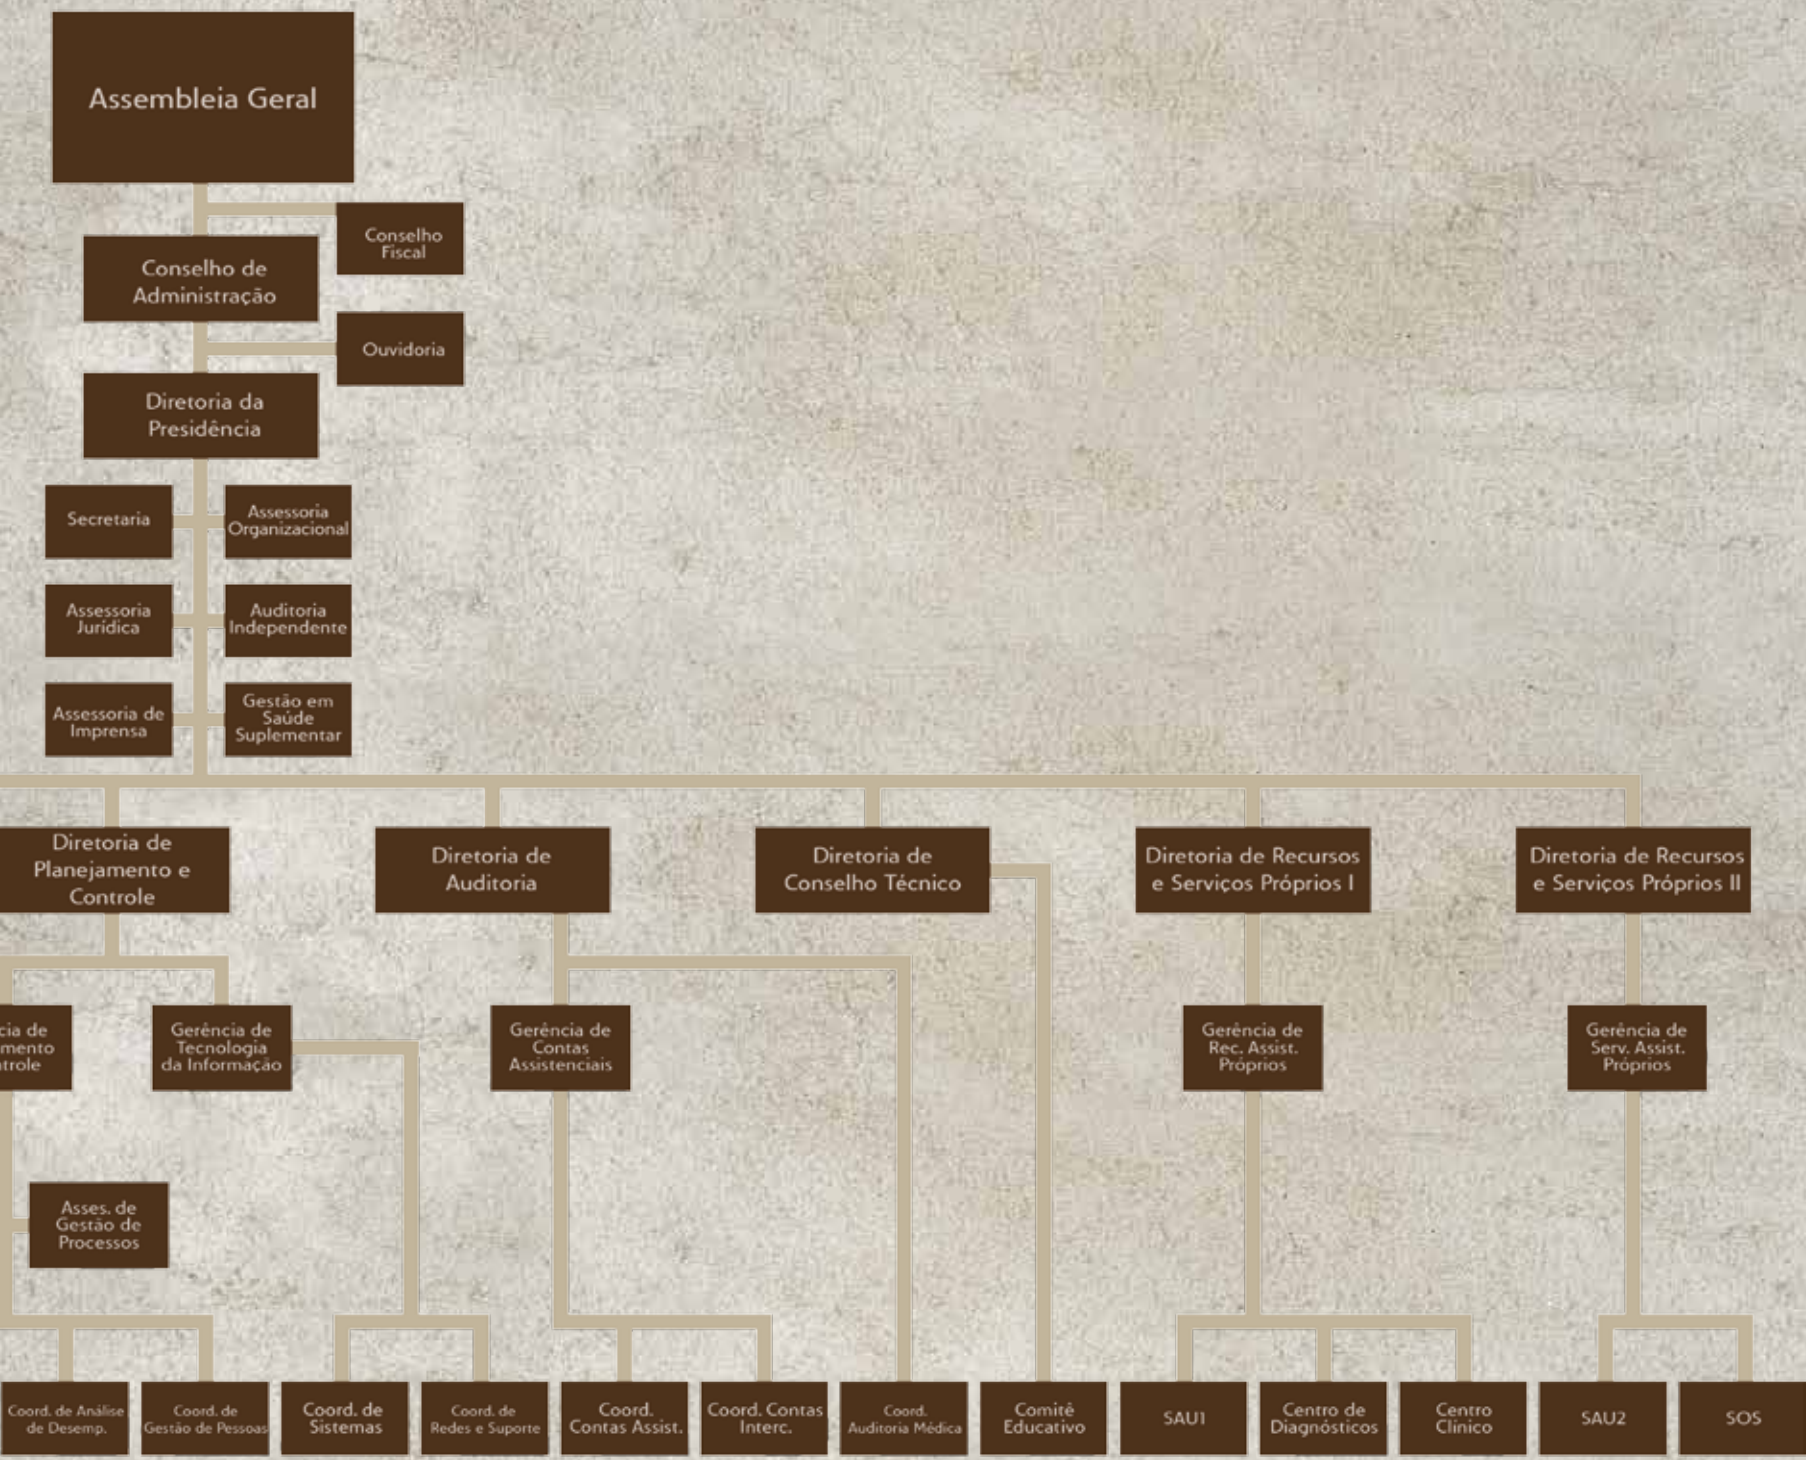 Assembleia Geral
Conselho
Fiscal
Conselho de
Administração
Ouvidoria
Diretoria da
Presidência
Secretaria
Assessoria
Organizacional
Assessoria
Jurídica
Auditoria
Independente
Assessoria de
Imprensa
Gestão em
Saúde
Suplementar
Diretoria de
Planejamento e
Controle
Diretoria de
Auditoria
Diretoria de
Conselho Técnico
Diretoria de Recursos
e Serviços Próprios I
Diretoria de Recursos
e Serviços Próprios II
cia de
mento
trole
Gerência de
Tecnologia
da Informação
Gerência de
Contas
Assistenciais
Gerência de
Rec. Assist.
Próprios
Gerência de
Serv. Assist.
Próprios
Asses. de
Gestão de
Processos
Coord. de Análise
de Desemp.
Coord. de
Gestão de Pessoas
Coord. de
Sistemas
Coord. de
Redes e Suporte
Coord.
Contas Assist.
Coord. Contas
Interc.
Coord.
Auditoria Médica
Comitê
Educativo
SAU1
Centro de
Diagnósticos
Centro
Clínico
SAU2
SOS